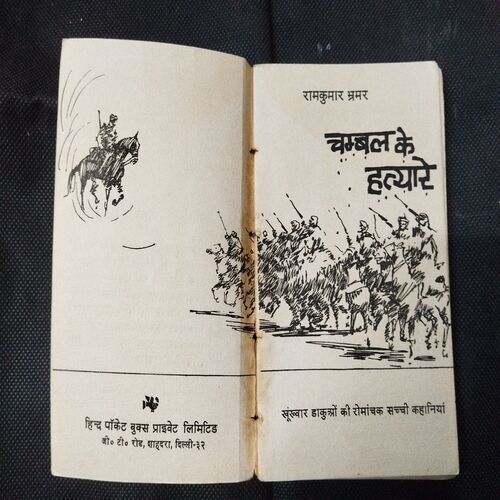 हिन्द पॉकेट बुक्स प्राइवेट लिमिटिड
जी० टी० रोड, शाहदरा, दिल्ली-३२
रामकुमार भ्रमर
चम्बल के
हत्यारे
खूंख्वार डाकुओं की रोमांचक सच्ची कहानियां